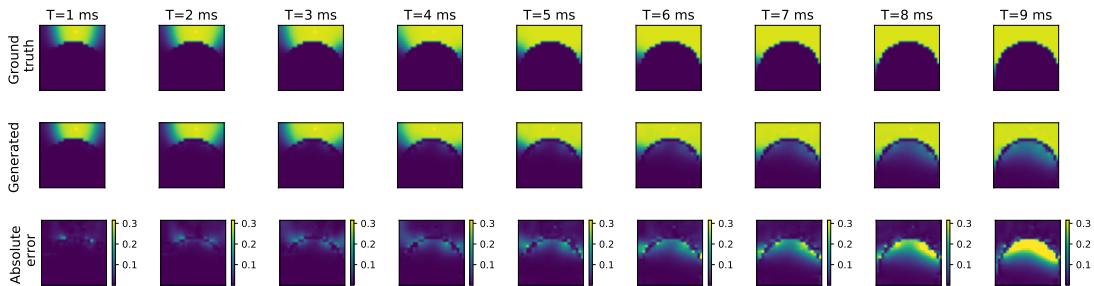 T=1 ms T=2 ms T=3 ms T=4 ms T=5 ms T=6 ms T=7 ms T=8 ms T=9 ms
Ground
truth
Generated
Absolute
error
0.3 0.3 0.3 0.3 0.3 0.3 0.3 0.3 0.3
0.2 0.2 0.2 0.2 0.2 0.2 0.2 0.2 0.2
0.1 0.1 0.1 0.1 0.1 0.1 0.1 0.1 0.1